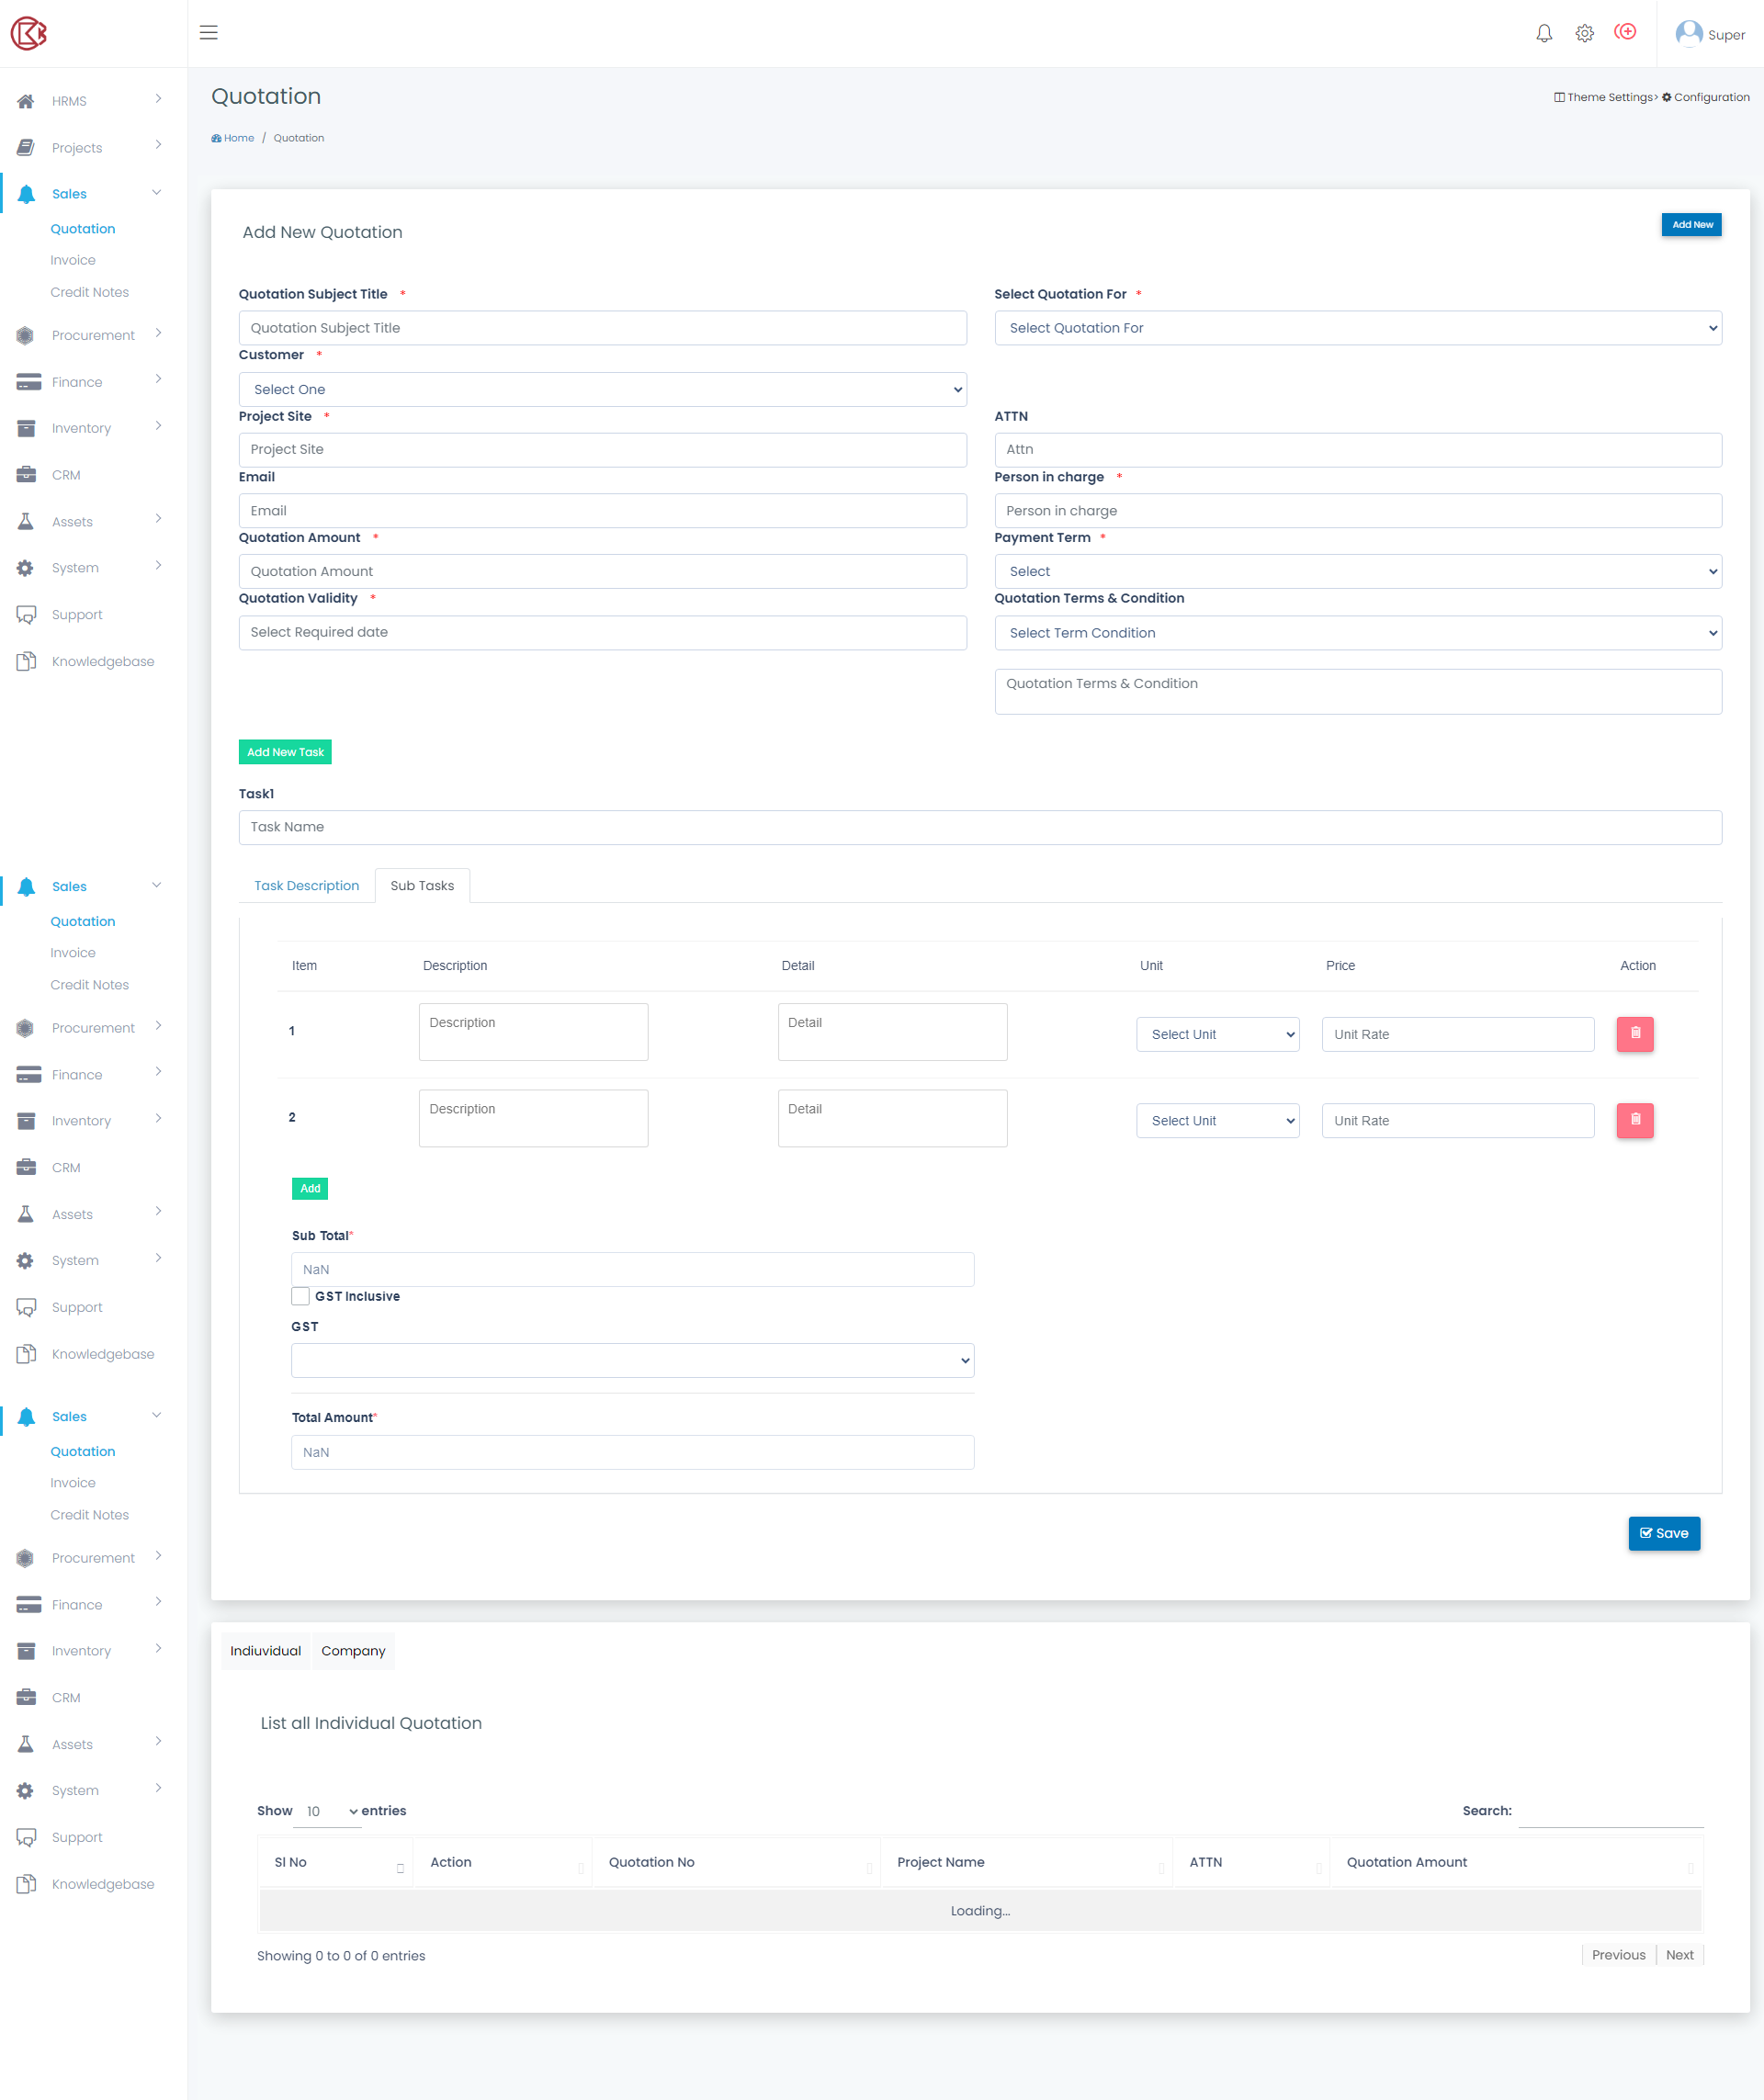 Super
HRMS
Projects
Sales
Quotation
Invoice
Credit Notes
Procurement
Finance
Inventory
CRM
Assets
System
Support
Knowledgebase
Sales
Quotation
Invoice
Credit Notes
Procurement
Finance
Inventory
CRM
Assets
System
Support
Knowledgebase
Sales
Quotation
Invoice
Credit Notes
Procurement
Finance
Inventory
CRM
Assets
System
Support
Knowledgebase
Quotation
Theme Settings> Configuration
Home / Quotation
Add New Quotation
Add New
Quotation Subject Title *
Select Quotation For *
Quotation Subject Title
Select Quotation For
Customer *
Select One
Project Site *
ATTN
Project Site
Attn
Email
Person in charge *
Email
Person in charge
Quotation Amount *
Payment Term *
Quotation Amount
Select
Quotation Validity *
Quotation Terms & Condition
Select Required date
Select Term Condition
Quotation Terms & Condition
Add New Task
Task1
Task Name
Task Description Sub Tasks
Item Description Detail Unit Price Action
1 Description Detail Select Unit Unit Rate
2 Description Detail Select Unit Unit Rate
Add
Sub Total*
NaN
GST Inclusive
GST
Total Amount*
NaN
Save
Indiuvidual Company
List all Individual Quotation
Show 10 entries
Search:
Sl No Action Quotation No Project Name ATTN Quotation Amount
Loading...
Showing 0 to 0 of 0 entries
Previous Next